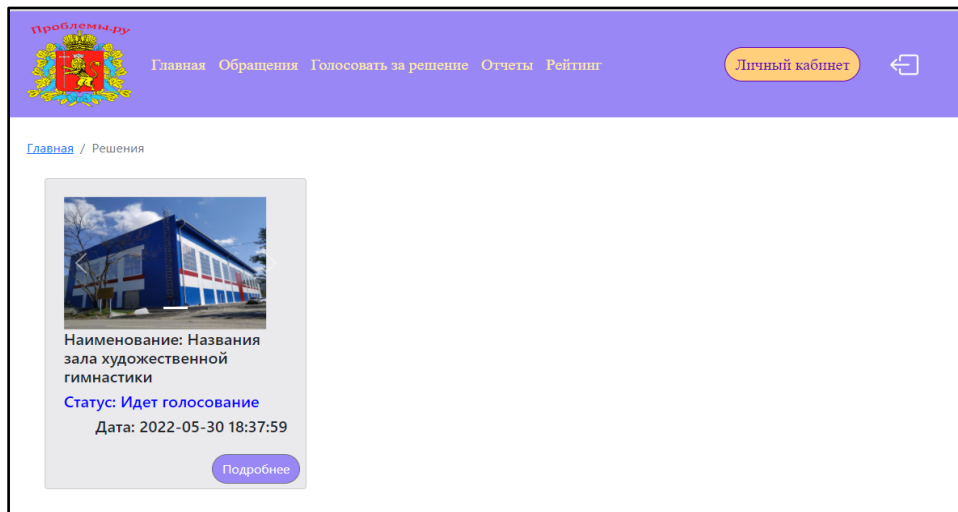 Проблемы.ру
Главная Обращения Голосовать за решение Отчеты Рейтинг
Личный кабинет
Главная / Решения
Наименование: Названия
зала художественной
гимнастики
Статус: Идет голосование
Дата: 2022-05-30 18:37:59
Подробнее